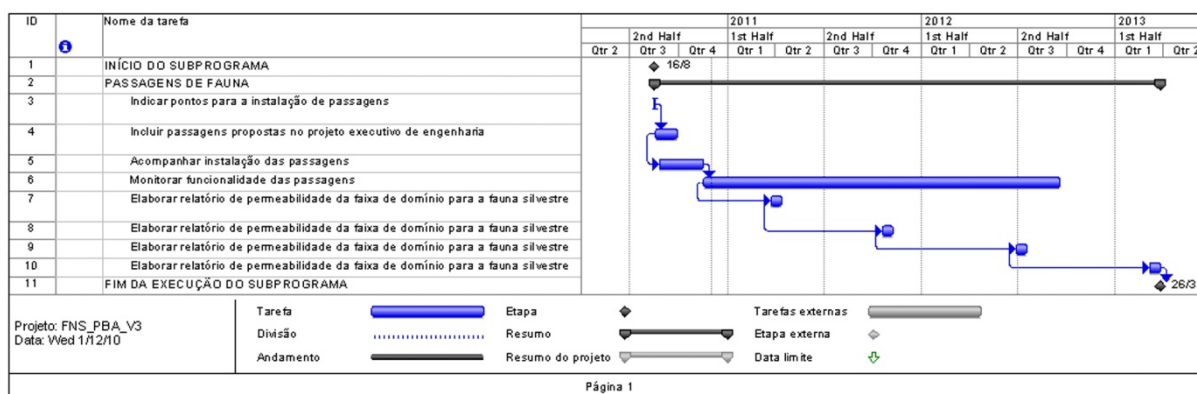 ID Nome da tarefa 2011 2012 2013
2nd Half 1st Half 2nd Half 1st Half 2nd Half 1st Half
Qtr 2 Qtr 3 Qtr 4 Qtr 1 Qtr 2 Qtr 3 Qtr 4 Qtr 1 Qtr 2 Qtr 3 Qtr 4 Qtr 1 Qtr 2
1 INÍCIO DO SUBPROGRAMA 16/8
2 PASSAGENS DE FAUNA
3 Indicar pontos para a instalação de passagens
4 Incluir passagens propostas no projeto executivo de engenharia
5 Acompanhar instalação das passagens
6 Monitorar funcionalidade das passagens
7 Elaborar relatório de permeabilidade da faixa de domínio para a fauna silvestre
8 Elaborar relatório de permeabilidade da faixa de domínio para a fauna silvestre
9 Elaborar relatório de permeabilidade da faixa de domínio para a fauna silvestre
10 Elaborar relatório de permeabilidade da faixa de domínio para a fauna silvestre
11 FIM DA EXECUÇÃO DO SUBPROGRAMA 26/3
Projeto: FNS_PBA_V3
Data: Wed 1/12/10
Tarefa Etapa Tarefas externas
Divisão Resumo Etapa externa
Andamento Resumo do projeto Data limite
Página 1